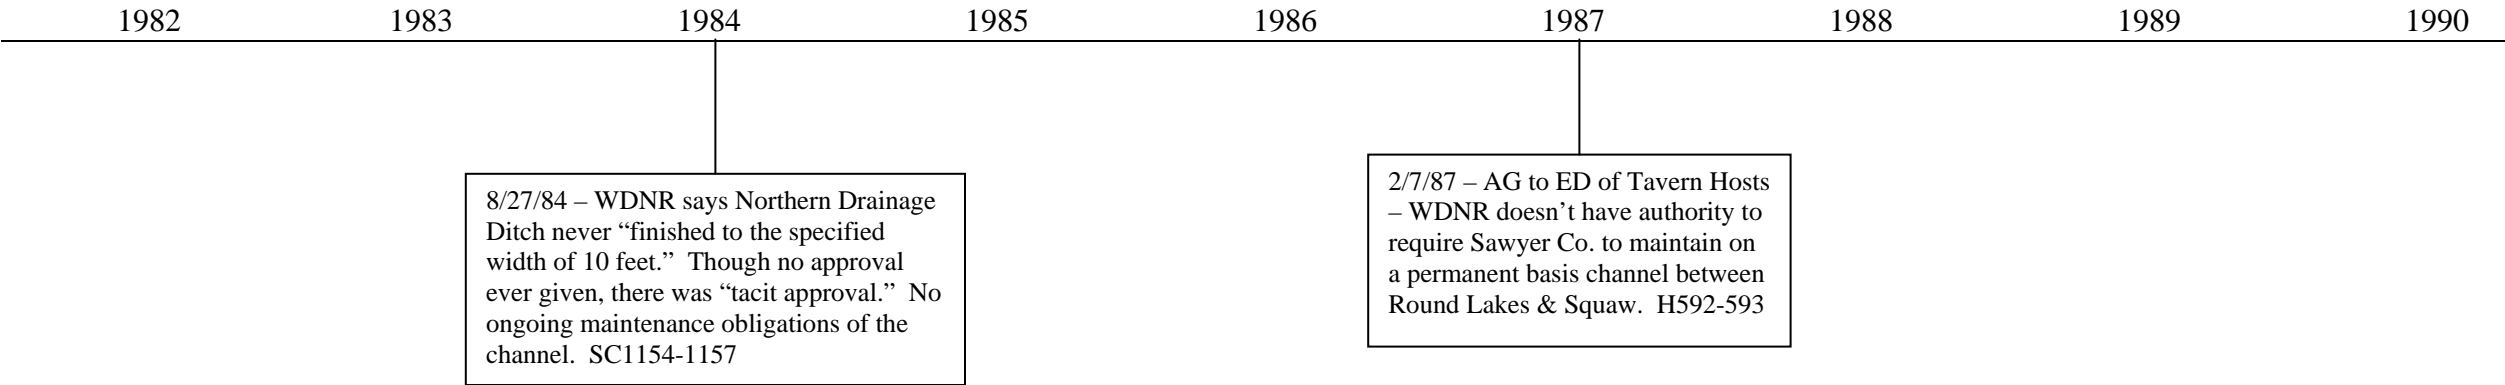 1982 1983 1984 1985 1986 1987 1988 1989 1990
8/27/84 – WDNR says Northern Drainage
Ditch never “finished to the specified
width of 10 feet.”  Though no approval
ever given, there was “tacit approval.”  No
ongoing maintenance obligations of the
channel.  SC1154-1157
2/7/87 – AG to ED of Tavern Hosts
– WDNR doesn’t have authority to
require Sawyer Co. to maintain on
a permanent basis channel between
Round Lakes & Squaw.  H592-593